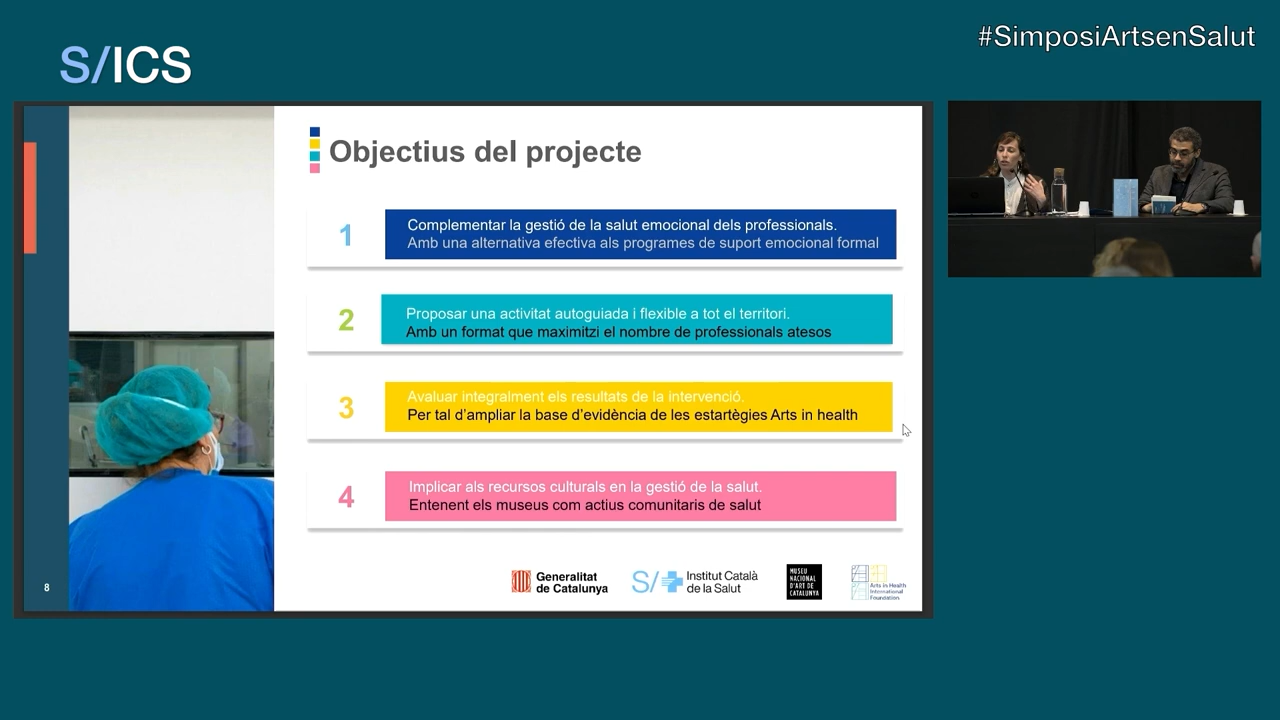 #SimposiArtsenSalut
S/ICS
Objectius del projecte
1
Complementar la gestió de la salut emocional dels professionals.
Amb una alternativa efectiva als programes de suport emocional formal
2
Proposar una activitat autoguiada i flexible a tot el territori.
Amb un format que maximitzi el nombre de professionals atesos
3
Avaluar integralment els resultats de la intervenció.
Per tal d'ampliar la base d'evidència de les estartègies Arts in health
4
Implicar als recursos culturals en la gestió de la salut.
Entenent els museus com actius comunitaris de salut
8
Generalitat
de Catalunya
S/
Institut Català
de la Salut
MUSEU
NACIONAL
D'ART DE
CATALUNYA
Arts in Health
International
Foundation